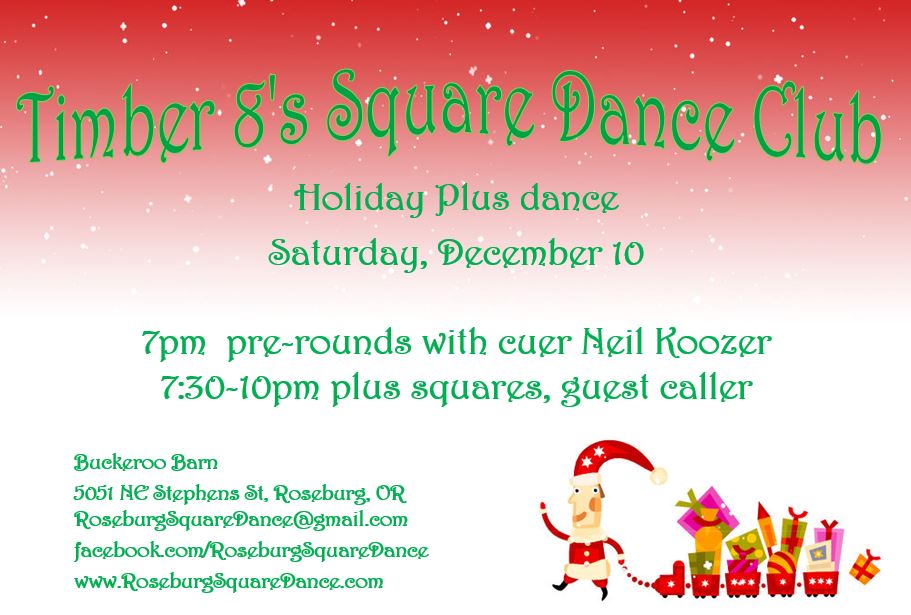 Timber 8's Square Dance Club
Holiday Plus dance
Saturday, December 10
7pm pre-rounds with cuer Neil Koozer
7:30-10pm plus squares, guest caller
Buckeroo Barn
5051 NE Stephens St, Roseburg, OR
RoseburgSquareDance@gmail.com
facebook.com/RoseburgSquareDance
www.RoseburgSquareDance.com